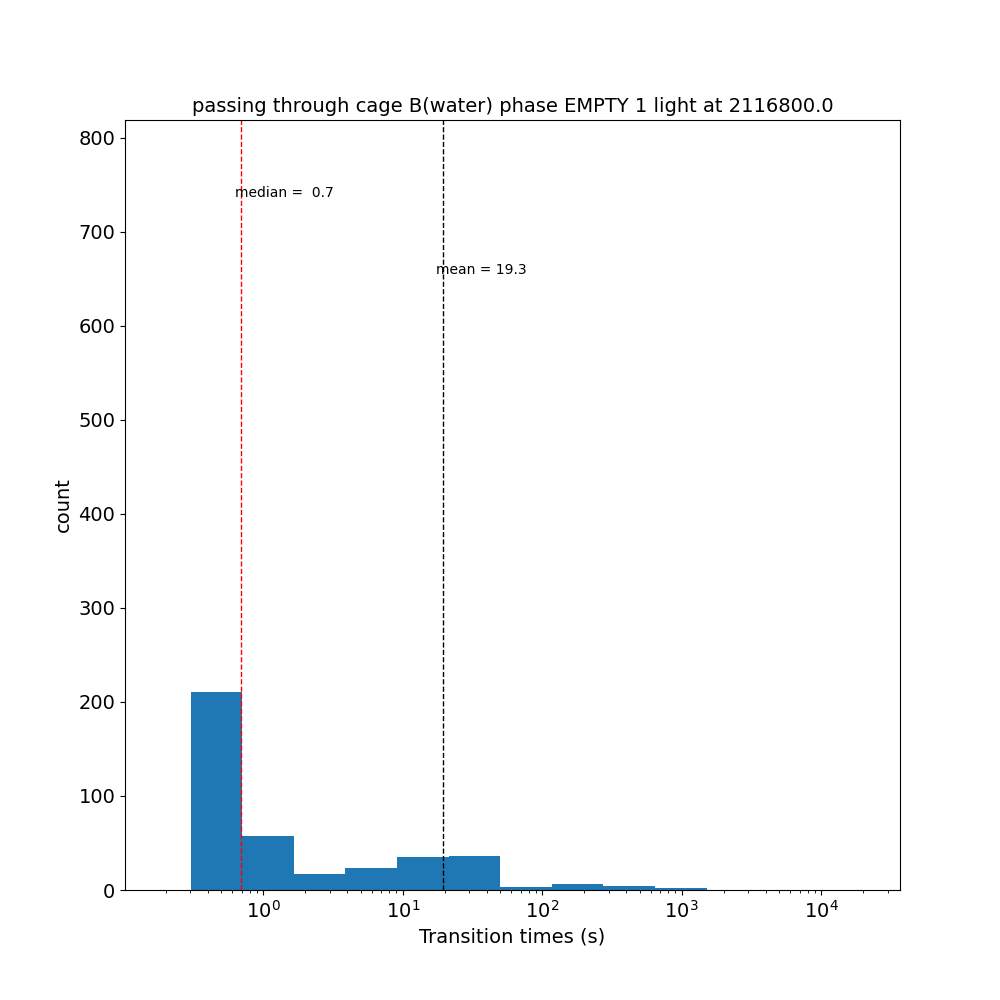 passing through cage B(water) phase EMPTY 1 light at 2116800.0
800
median =  0.7
700
mean = 19.3
600
500
400
count
300
200
100
0
10^0 10^1 10^2 10^3 10^4
Transition times (s)